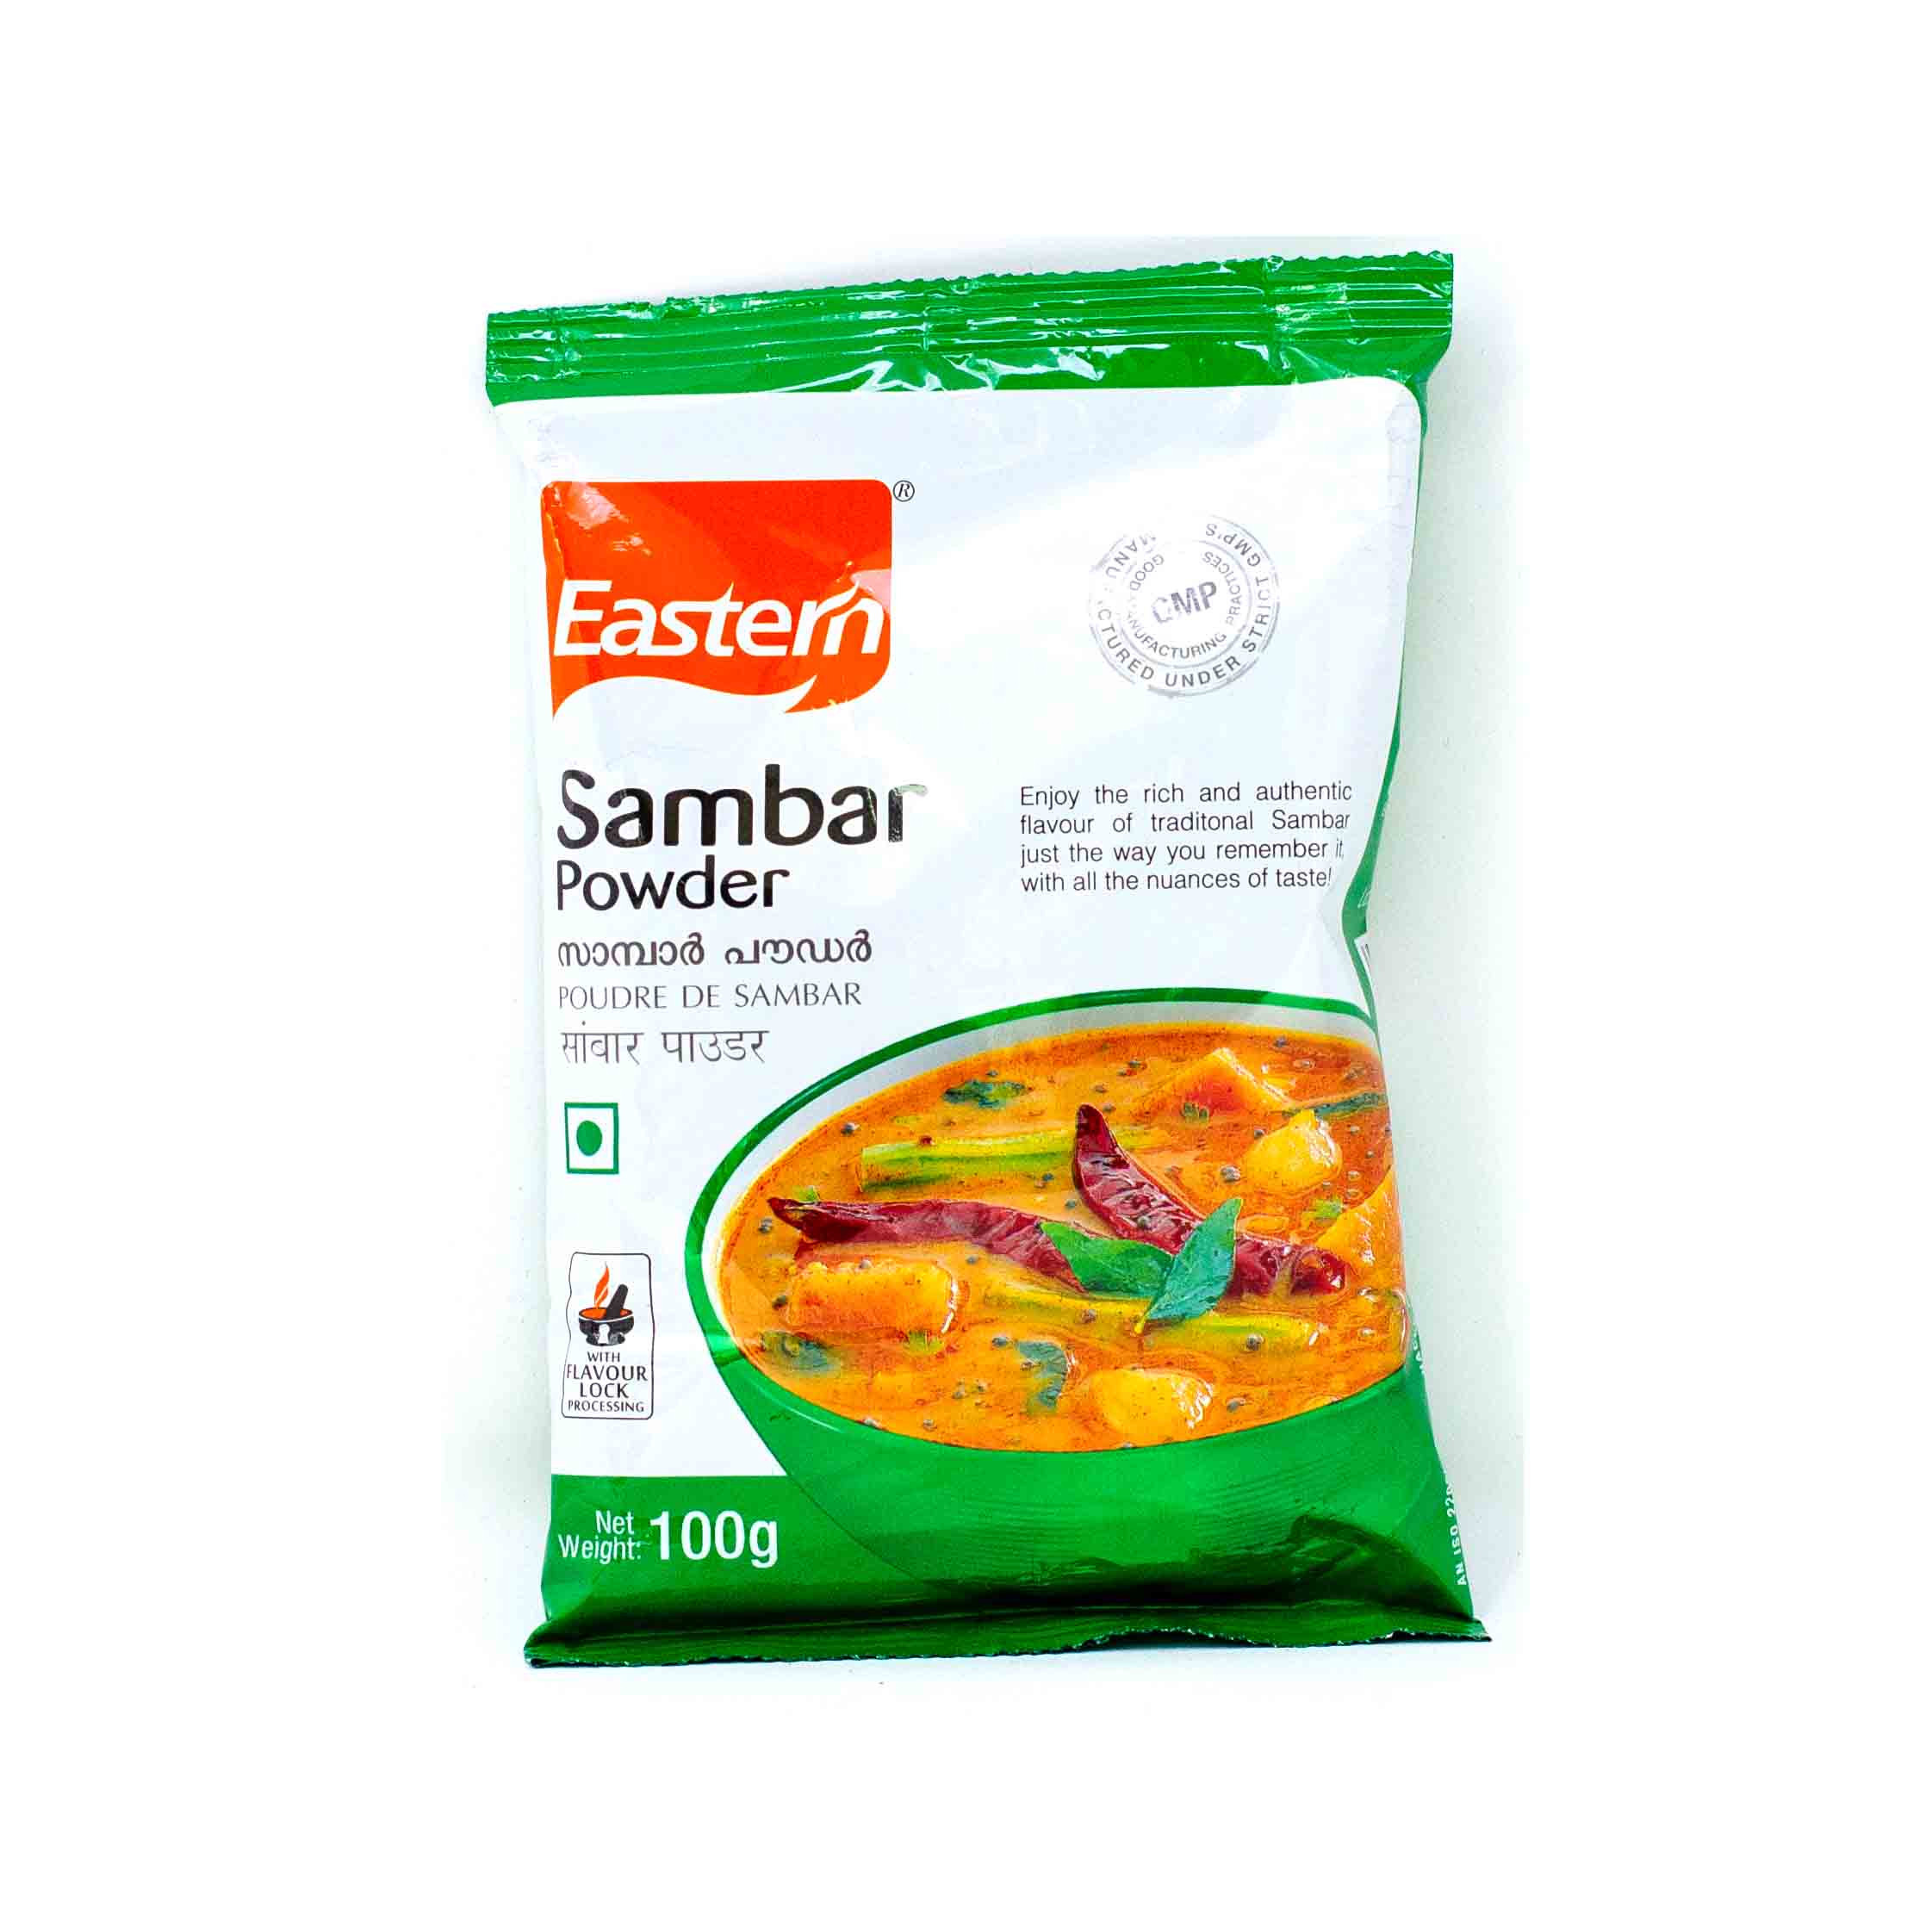 Eastern®
MANUFACTURED UNDER STRICT GMP'S
GOOD MANUFACTURING PRACTICES
GMP
Sambar
Powder
സാമ്പാർ പൗഡർ
POUDRE DE SAMBAR
सांबार पाउडर
Enjoy the rich and authentic
flavour of traditonal Sambar
just the way you remember it,
with all the nuances of taste!
WITH
FLAVOUR
LOCK
PROCESSING
Net
Weight: 100g
AN ISO